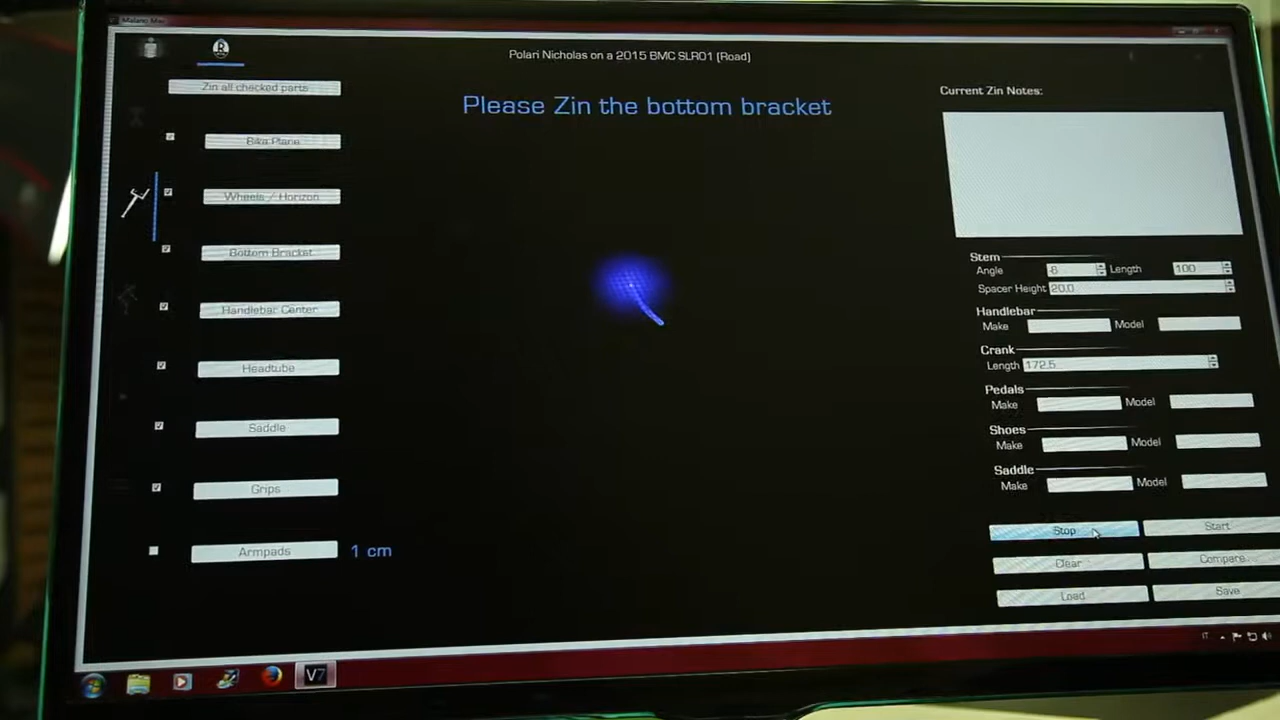 Polari Nicholas on a 2015 BMC SLR01 (Road)
Zin all checked parts
Please Zin the bottom bracket
Bike Plane
Wheels / Horizon
Bottom Bracket
Handlebar Center
Headtube
Saddle
Grips
Armpads
1 cm
Current Zin Notes:
Stem
Angle -6 Length 100
Spacer Height 20.0
Handlebar
Make Model
Crank
Length 172.5
Pedals
Make Model
Shoes
Make Model
Saddle
Make Model
Stop Start
Clear Compare...
Load Save
IT
V7